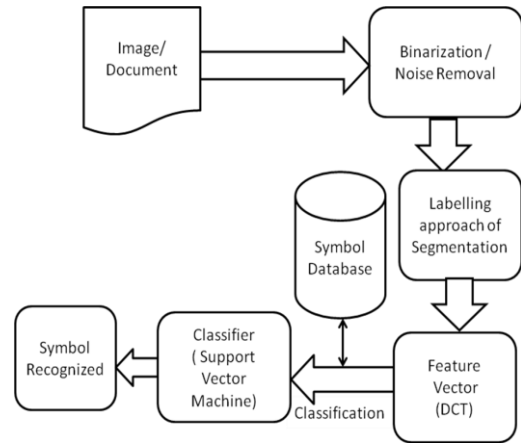 Image/
Document
Binarization /
Noise Removal
Labelling
approach of
Segmentation
Symbol
Database
Feature
Vector
(DCT)
Classification
Classifier
( Support
Vector
Machine)
Symbol
Recognized